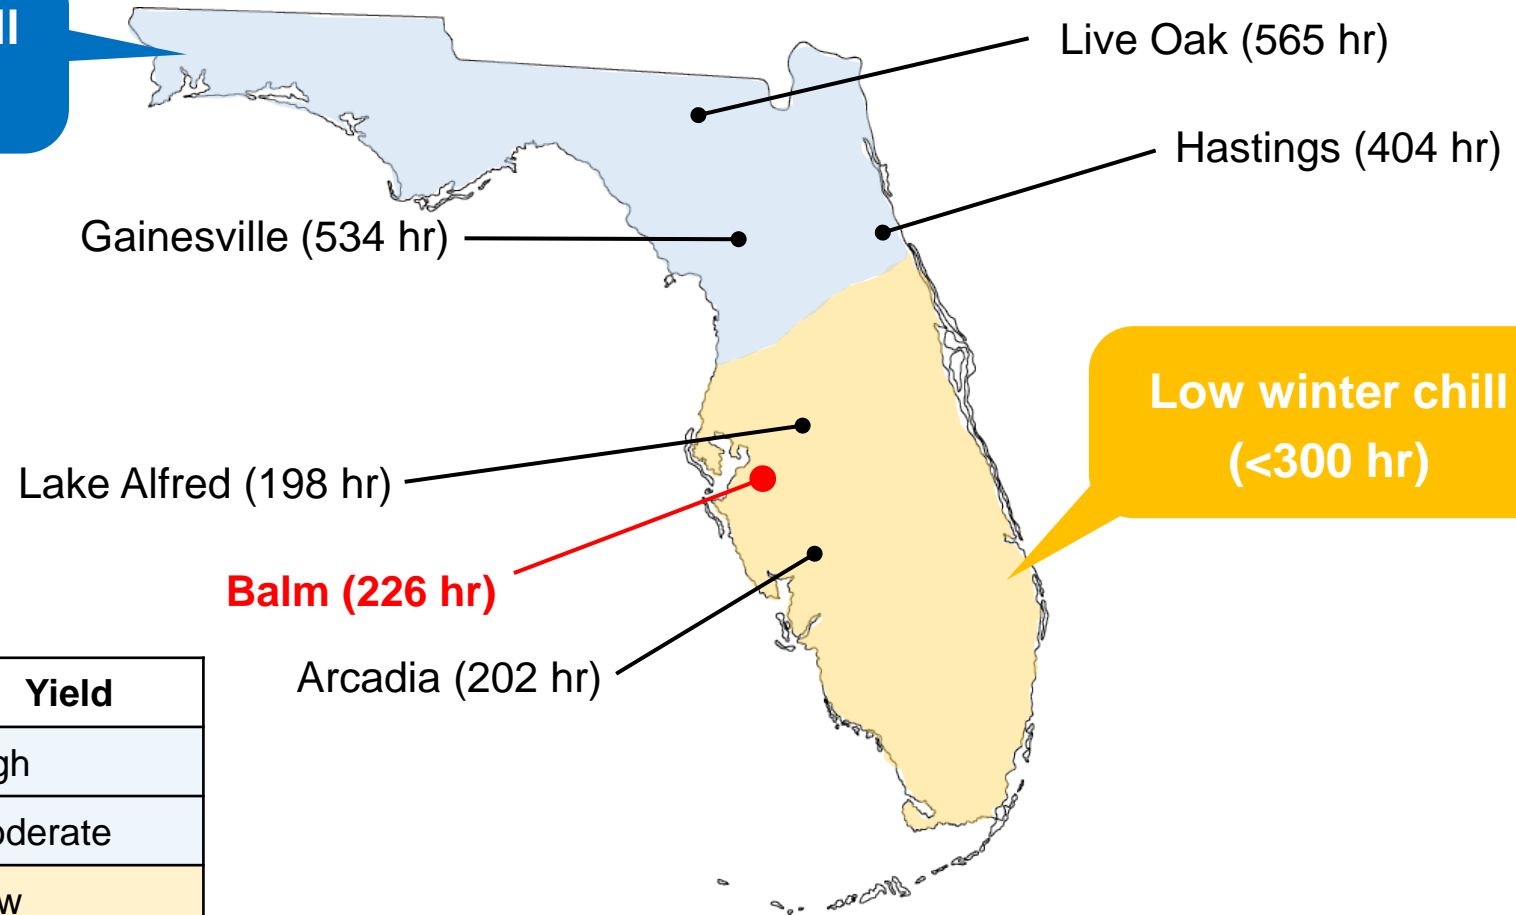 Live Oak (565 hr)
Hastings (404 hr)
Gainesville (534 hr)
Low winter chill
(<300 hr)
Lake Alfred (198 hr)
Balm (226 hr)
Arcadia (202 hr)
Yield